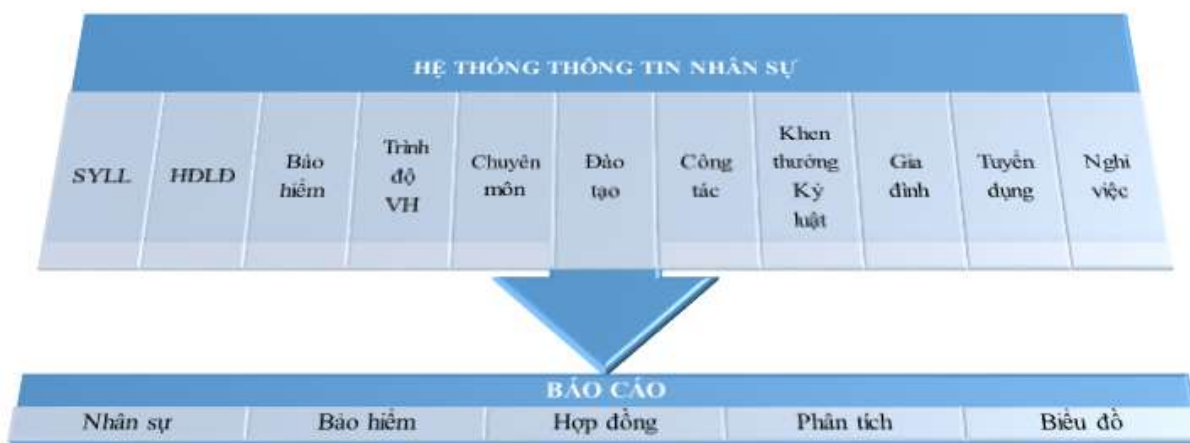 HỆ THỐNG THÔNG TIN NHÂN SỰ
SYLL
HĐLĐ
Bảo
hiểm
Trình
độ
VH
Chuyên
môn
Đào
tạo
Công
tác
Khen
thưởng
Kỷ
luật
Gia
đình
Tuyển
dụng
Nghỉ
việc
BÁO CÁO
Nhân sự
Bảo hiểm
Hợp đồng
Phân tích
Biểu đồ